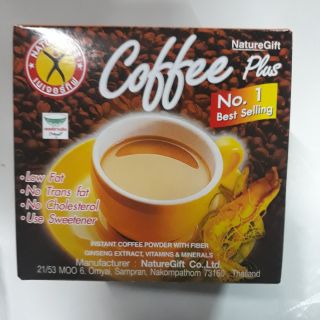 NatureGift
Coffee Plus
No. 1
Best Selling
• Low Fat
• No Trans fat
• No Cholesterol
• Use Sweetener
INSTANT COFFEE POWDER WITH FIBER
GINSENG EXTRACT, VITAMINS & MINERALS
Manufacturer : NatureGift Co.,Ltd.
21/53 MOO 6, Omyai, Sampran, Nakornpathom 73160, Thailand